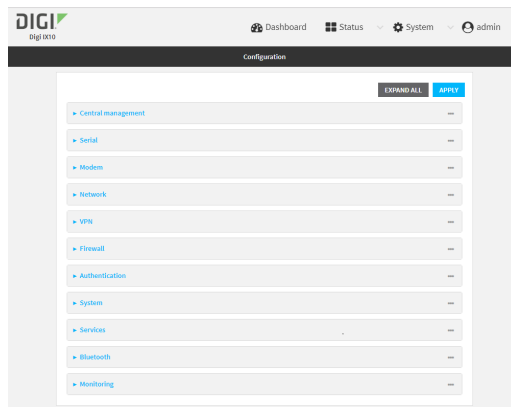 DIGI
Digi IX10
Dashboard
Status
System
admin
Configuration
EXPAND ALL
APPLY
Central management
Serial
Modem
Network
VPN
Firewall
Authentication
System
Services
Bluetooth
Monitoring